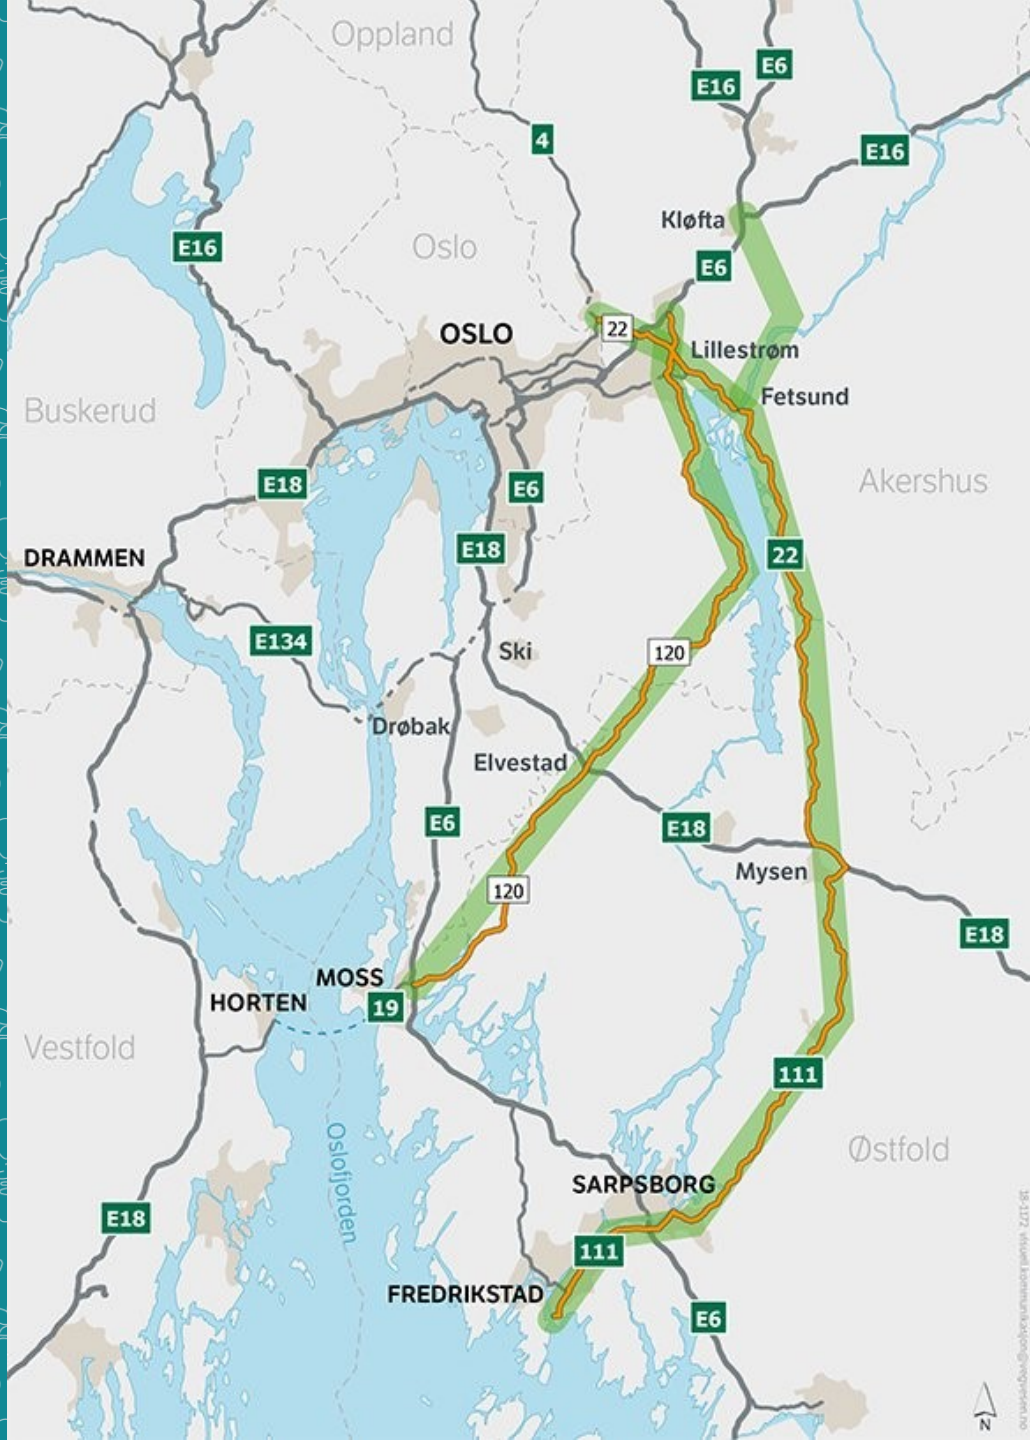 Oppland
E6
E16
4
E16
Kløfta
E16
Oslo
E6
OSLO
22
Lillestrøm
Fetsund
Buskerud
Akershus
E18
E6
E18
DRAMMEN
22
E134
Ski
120
Drøbak
Elvestad
E6
E18
Mysen
120
E18
MOSS
HORTEN
19
Vestfold
111
Oslofjorden
Østfold
SARPSBORG
E18
111
FREDRIKSTAD
E6
N